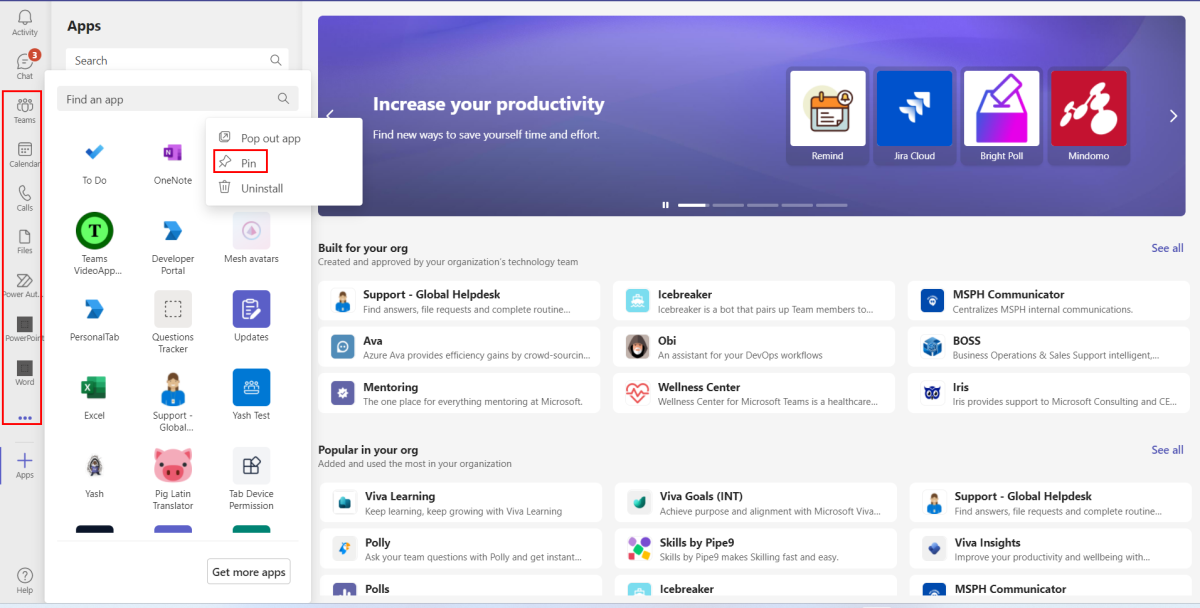 Activity
3
Chat
Teams
Calendar
Calls
Files
Power Aut...
PowerPoint
Word
Apps
Help
Apps
Search
Find an app
To Do
OneNote
Pop out app
Pin
Uninstall
T
Teams
VideoApp...
Developer
Portal
Mesh avatars
PersonalTab
Questions
Tracker
Updates
Excel
Support -
Global...
Yash Test
Yash
Pig Latin
Translator
Tab Device
Permission
Get more apps
Increase your productivity
Find new ways to save yourself time and effort.
Remind
Jira Cloud
Bright Poll
Mindomo
Built for your org
See all
Created and approved by your organization's technology team
Support - Global Helpdesk
Find answers, file requests and complete routine...
Icebreaker
Icebreaker is a bot that pairs up Team members to...
MSPH Communicator
Centralizes MSPH internal communications.
Ava
Azure Ava provides efficiency gains by crowd-sourcin...
Obi
An assistant for your DevOps workflows
BOSS
Business Operations & Sales Support intelligent,...
Mentoring
The one place for everything mentoring at Microsoft.
Wellness Center
Wellness Center for Microsoft Teams is a healthcare...
Iris
Iris provides support to Microsoft Consulting and CE...
Popular in your org
See all
Added and used the most in your organization
Viva Learning
Keep learning, keep growing with Viva Learning
Viva Goals (INT)
Achieve purpose and alignment with Microsoft Viva...
Support - Global Helpdesk
Find answers, file requests and complete routine...
Polly
Ask your team questions with Polly and get instant...
Skills by Pipe9
Skills by Pipe9 makes Skilling fast and easy.
Viva Insights
Improve your productivity and wellbeing with...
Polls
Icebreaker
MSPH Communicator